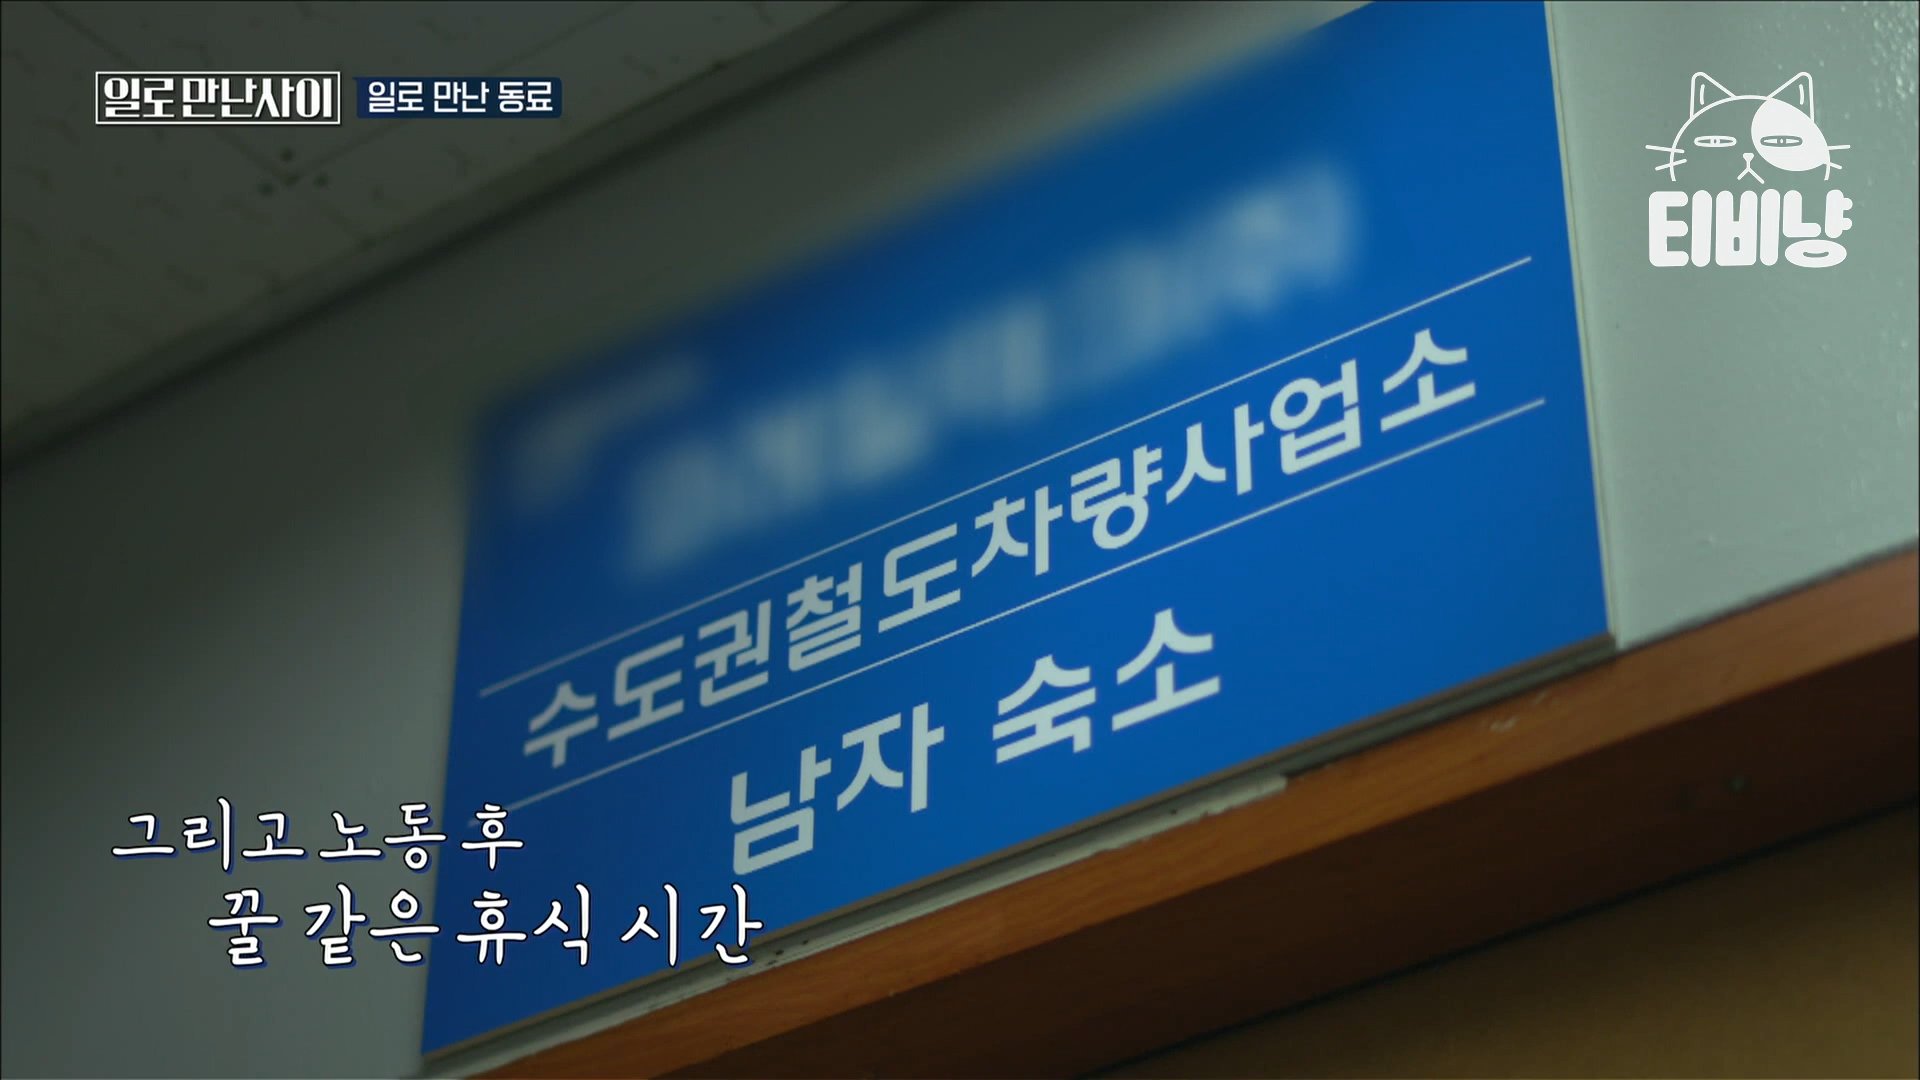 일로 만난 사이
일로 만난 동료
티비냥
수도권철도차량사업소
남자 숙소
그리고 노동 후
꿀 같은 휴식 시간